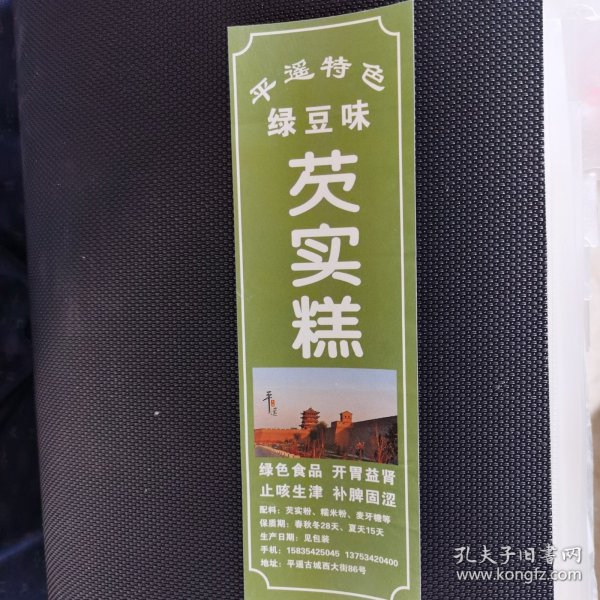 平遥特色
绿豆味
芡实糕
平遥
绿色食品 开胃益肾
止咳生津 补脾固涩
配料：芡实粉、糯米粉、麦牙糖等
保质期：春秋冬28天、夏天15天
生产日期：见包装
手机：15835425045 13753420400
地址：平遥古城西大街86号
孔夫子旧书网
www.kongfz.com